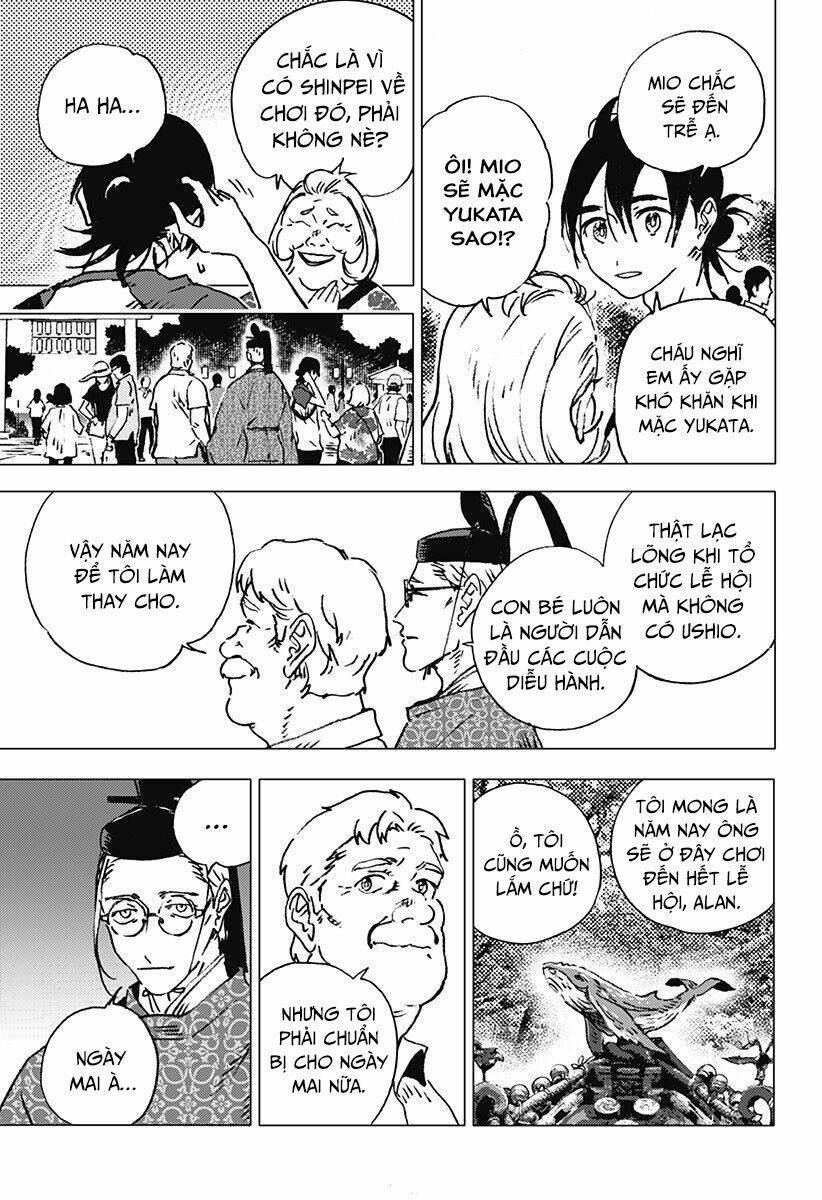 MIO CHẮC
SẼ ĐẾN
TRỄ Ạ.
ÔI! MIO
SẼ MẶC
YUKATA
SAO!?
CHÁU NGHĨ
EM ẤY GẶP
KHÓ KHĂN KHI
MẶC YUKATA.
CHẮC LÀ VÌ
CÓ SHINPEI VỀ
CHƠI ĐÓ, PHẢI
KHÔNG NÈ?
HA HA...
THẬT LẠC
LÕNG KHI TỔ
CHỨC LỄ HỘI
MÀ KHÔNG
CÓ USHIO.
CON BÉ LUÔN
LÀ NGƯỜI DẪN
ĐẦU CÁC CUỘC
DIỄU HÀNH.
VẬY NĂM NAY
ĐỂ TÔI LÀM
THAY CHO.
TÔI MONG LÀ
NĂM NAY ÔNG
SẼ Ở ĐÂY CHƠI
ĐẾN HẾT LỄ
HỘI, ALAN.
Ồ, TÔI
CŨNG MUỐN
LẮM CHỨ!
NHƯNG TÔI
PHẢI CHUẨN
BỊ CHO NGÀY
MAI NỮA.
...
NGÀY
MAI À...